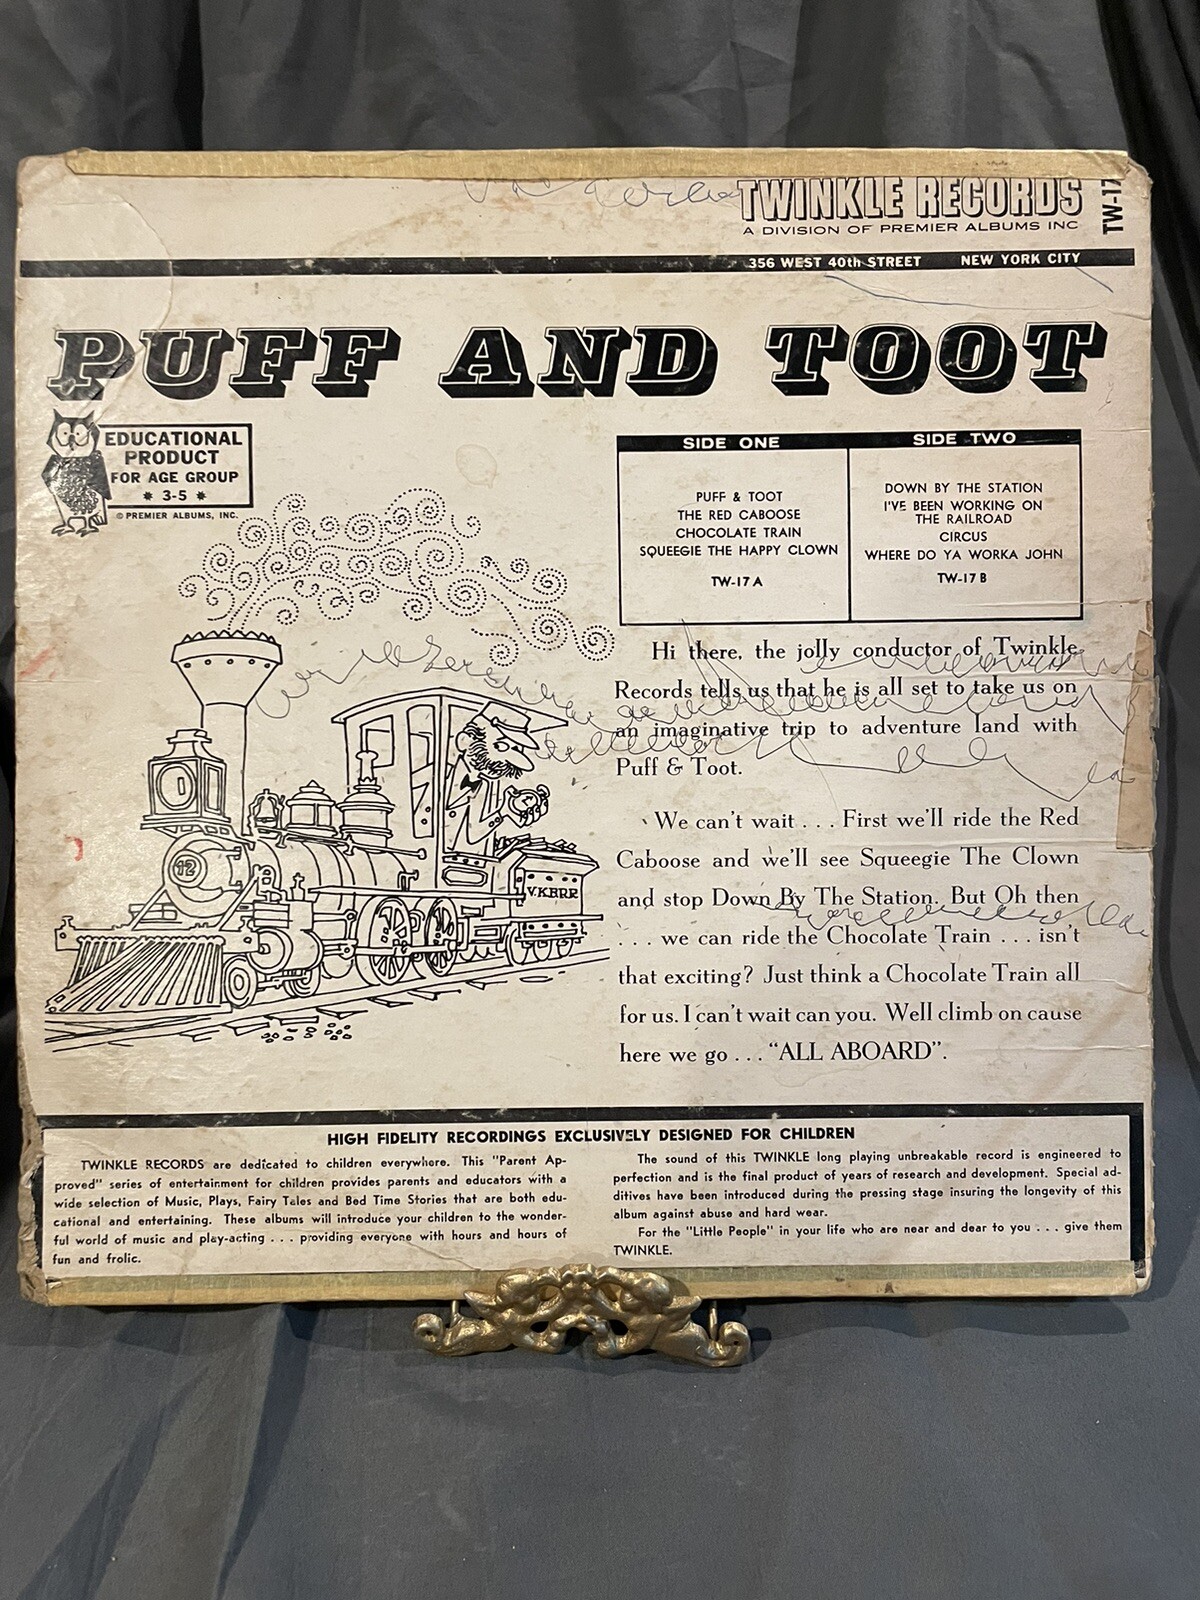 TWINKLE RECORDS
A DIVISION OF PREMIER ALBUMS INC
TW-17
356 WEST 40th STREET NEW YORK CITY
PUFF AND TOOT
EDUCATIONAL
PRODUCT
FOR AGE GROUP
* 3-5 *
© PREMIER ALBUMS, INC.
SIDE ONE
PUFF & TOOT
THE RED CABOOSE
CHOCOLATE TRAIN
SQUEEGIE THE HAPPY CLOWN
TW-17A
SIDE TWO
DOWN BY THE STATION
I'VE BEEN WORKING ON
THE RAILROAD
CIRCUS
WHERE DO YA WORKA JOHN
TW-17B
12
V.KERR
Hi there, the jolly conductor of Twinkle
Records tells us that he is all set to take us on
an imaginative trip to adventure land with
Puff & Toot.
We can't wait . . . First we'll ride the Red
Caboose and we'll see Squeegie The Clown
and stop Down By The Station. But Oh then
. . . we can ride the Chocolate Train . . . isn't
that exciting? Just think a Chocolate Train all
for us. I can't wait can you. Well climb on cause
here we go . . . "ALL ABOARD".
HIGH FIDELITY RECORDINGS EXCLUSIVELY DESIGNED FOR CHILDREN
TWINKLE RECORDS are dedicated to children everywhere. This "Parent Ap-
proved" series of entertainment for children provides parents and educators with a
wide selection of Music, Plays, Fairy Tales and Bed Time Stories that are both edu-
cational and entertaining. These albums will introduce your children to the wonder-
ful world of music and play-acting . . . providing everyone with hours and hours of
fun and frolic.
The sound of this TWINKLE long playing unbreakable record is engineered to
perfection and is the final product of years of research and development. Special ad-
ditives have been introduced during the pressing stage insuring the longevity of this
album against abuse and hard wear.
For the "Little People" in your life who are near and dear to you . . . give them
TWINKLE.